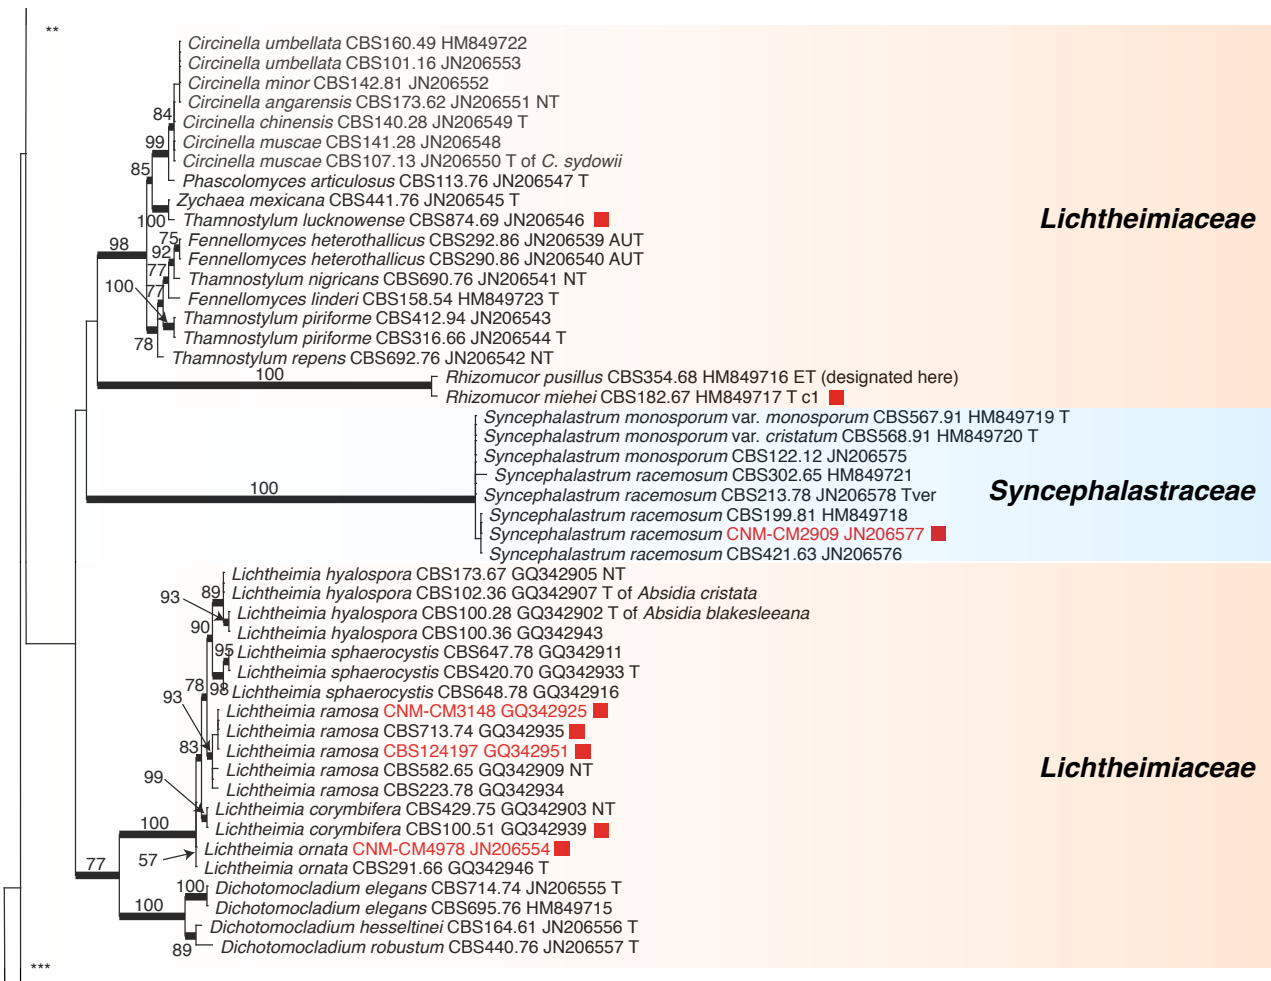 **
Circinella umbellata CBS160.49 HM849722
Circinella umbellata CBS101.16 JN206553
Circinella minor CBS142.81 JN206552
Circinella angarensis CBS173.62 JN206551 NT
84
Circinella chinensis CBS140.28 JN206549 T
99
Circinella muscae CBS141.28 JN206548
Circinella muscae CBS107.13 JN206550 T of C. sydowii
85
Phascolomyces articulosus CBS113.76 JN206547 T
Zychaea mexicana CBS441.76 JN206545 T
100
Thamnostylum lucknowense CBS874.69 JN206546
Lichtheimiaceae
98
75
Fennellomyces heterothallicus CBS292.86 JN206539 AUT
92
Fennellomyces heterothallicus CBS290.86 JN206540 AUT
77
Thamnostylum nigricans CBS690.76 JN206541 NT
100
77
Fennellomyces linderi CBS158.54 HM849723 T
Thamnostylum piriforme CBS412.94 JN206543
78
Thamnostylum piriforme CBS316.66 JN206544 T
Thamnostylum repens CBS692.76 JN206542 NT
100
Rhizomucor pusillus CBS354.68 HM849716 ET (designated here)
Rhizomucor miehei CBS182.67 HM849717 T c1
Syncephalastrum monosporum var. monosporum CBS567.91 HM849719 T
Syncephalastrum monosporum var. cristatum CBS568.91 HM849720 T
Syncephalastrum monosporum CBS122.12 JN206575
Syncephalastrum racemosum CBS302.65 HM849721
100
Syncephalastrum racemosum CBS213.78 JN206578 Tver
Syncephalastraceae
Syncephalastrum racemosum CBS199.81 HM849718
Syncephalastrum racemosum CNM-CM2909 JN206577
Syncephalastrum racemosum CBS421.63 JN206576
Lichtheimia hyalospora CBS173.67 GQ342905 NT
93
89
Lichtheimia hyalospora CBS102.36 GQ342907 T of Absidia cristata
Lichtheimia hyalospora CBS100.28 GQ342902 T of Absidia blakesleeana
90
Lichtheimia hyalospora CBS100.36 GQ342943
95
Lichtheimia sphaerocystis CBS647.78 GQ342911
Lichtheimia sphaerocystis CBS420.70 GQ342933 T
78
98
Lichtheimia sphaerocystis CBS648.78 GQ342916
93
Lichtheimia ramosa CNM-CM3148 GQ342925
Lichtheimia ramosa CBS713.74 GQ342935
83
Lichtheimia ramosa CBS124197 GQ342951
Lichtheimia ramosa CBS582.65 GQ342909 NT
Lichtheimiaceae
99
Lichtheimia ramosa CBS223.78 GQ342934
Lichtheimia corymbifera CBS429.75 GQ342903 NT
100
Lichtheimia corymbifera CBS100.51 GQ342939
Lichtheimia ornata CNM-CM4978 JN206554
77
57
Lichtheimia ornata CBS291.66 GQ342946 T
100
Dichotomocladium elegans CBS714.74 JN206555 T
100
Dichotomocladium elegans CBS695.76 HM849715
Dichotomocladium hesseltinei CBS164.61 JN206556 T
89
Dichotomocladium robustum CBS440.76 JN206557 T
***